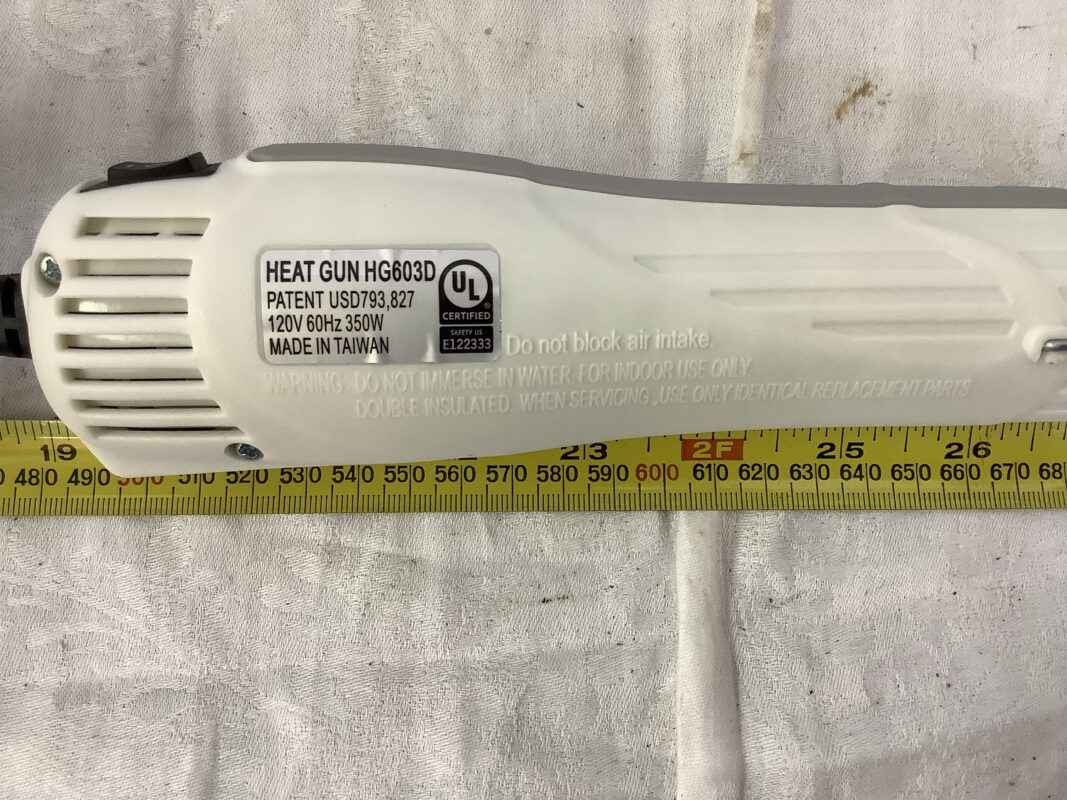 HEAT GUN HG603D
PATENT USD793,827
120V 60Hz 350W
MADE IN TAIWAN
UL
®
CERTIFIED
SAFETY US
E122333
Do not block air intake.
WARNING: DO NOT IMMERSE IN WATER. FOR INDOOR USE ONLY
DOUBLE INSULATED. WHEN SERVICING ,USE ONLY IDENTICAL REPLACEMENT PARTS
19 23 2F 25 26
480 490 500 510 520 530 540 550 560 570 580 590 600 610 620 630 640 650 660 670 68